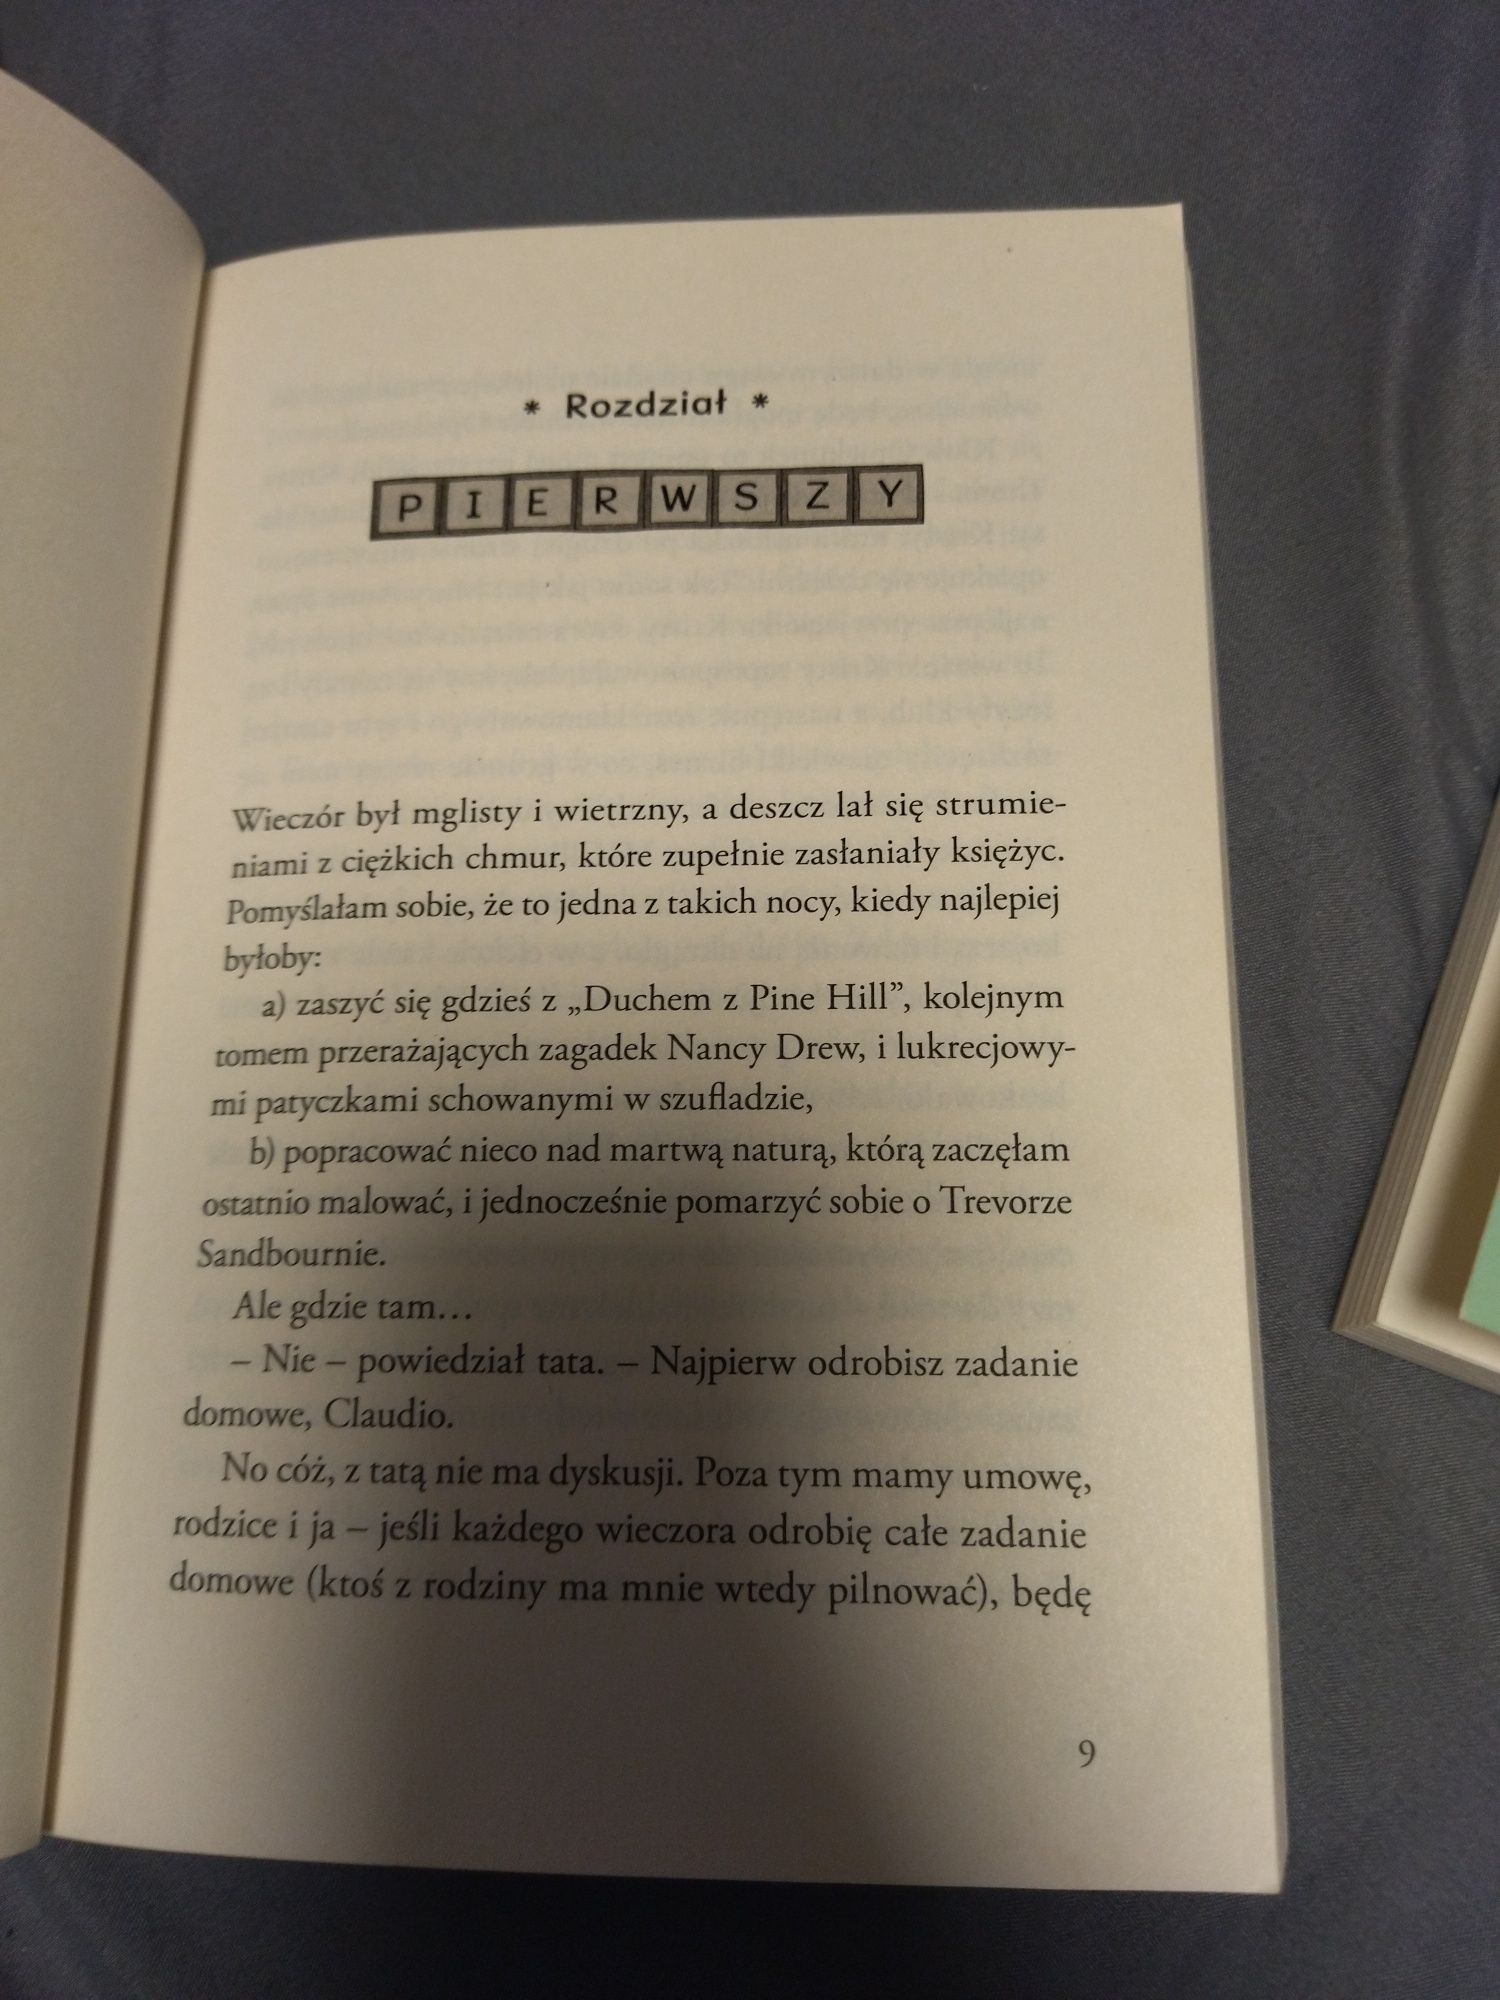 * Rozdział *
PIERWSZY
Wieczór był mglisty i wietrzny, a deszcz lał się strumie-
niami z ciężkich chmur, które zupełnie zasłaniały księżyc.
Pomyślałam sobie, że to jedna z takich nocy, kiedy najlepiej
byłoby:
a) zaszyć się gdzieś z „Duchem z Pine Hill”, kolejnym
tomem przerażających zagadek Nancy Drew, i lukrecjowy-
mi patyczkami schowanymi w szufladzie,
b) popracować nieco nad martwą naturą, którą zaczęłam
ostatnio malować, i jednocześnie pomarzyć sobie o Trevorze
Sandbournie.
Ale gdzie tam…
– Nie – powiedział tata. – Najpierw odrobisz zadanie
domowe, Claudio.
No cóż, z tatą nie ma dyskusji. Poza tym mamy umowę,
rodzice i ja – jeśli każdego wieczora odrobię całe zadanie
domowe (ktoś z rodziny ma mnie wtedy pilnować), będę
9